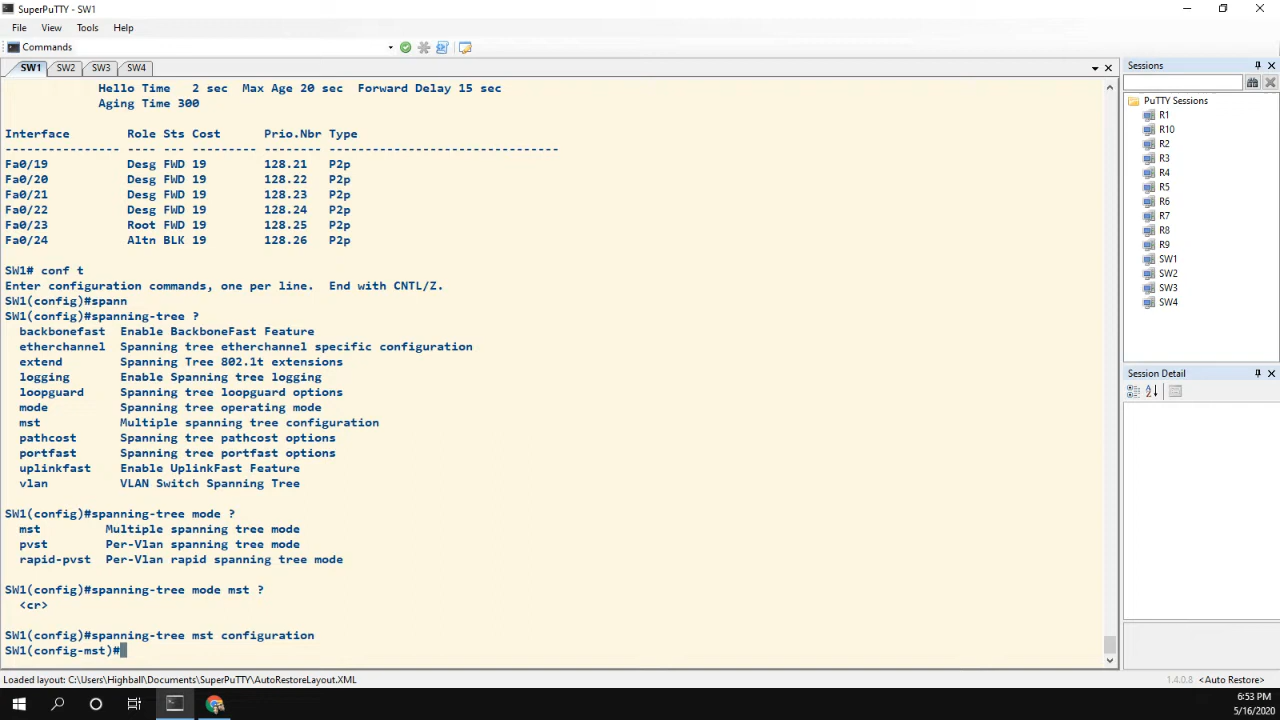 SuperPuTTY - SW1
File View Tools Help
Commands
SW1 SW2 SW3 SW4
Hello Time   2 sec  Max Age 20 sec  Forward Delay 15 sec
Aging Time 300
Interface           Role Sts Cost      Prio.Nbr Type
------------------- ---- --- --------- -------- --------------------------------
Fa0/19              Desg FWD 19        128.21   P2p
Fa0/20              Desg FWD 19        128.22   P2p
Fa0/21              Desg FWD 19        128.23   P2p
Fa0/22              Desg FWD 19        128.24   P2p
Fa0/23              Root FWD 19        128.25   P2p
Fa0/24              Altn BLK 19        128.26   P2p
SW1# conf t
Enter configuration commands, one per line.  End with CNTL/Z.
SW1(config)#spann
SW1(config)#spanning-tree ?
backbonefast  Enable BackboneFast Feature
etherchannel  Spanning tree etherchannel specific configuration
extend        Spanning Tree 802.1t extensions
logging       Enable Spanning tree logging
loopguard     Spanning tree loopguard options
mode          Spanning tree operating mode
mst           Multiple spanning tree configuration
pathcost      Spanning tree pathcost options
portfast      Spanning tree portfast options
uplinkfast    Enable UplinkFast Feature
vlan          VLAN Switch Spanning Tree
SW1(config)#spanning-tree mode ?
mst         Multiple spanning tree mode
pvst        Per-Vlan spanning tree mode
rapid-pvst  Per-Vlan rapid spanning tree mode
SW1(config)#spanning-tree mode mst ?
<cr>
SW1(config)#spanning-tree mst configuration
SW1(config-mst)#
Sessions
PuTTY Sessions
R1
R10
R2
R3
R4
R5
R6
R7
R8
R9
SW1
SW2
SW3
SW4
Session Detail
Loaded layout: C:\Users\Highball\Documents\SuperPuTTY\AutoRestoreLayout.XML
1.4.0.8 <Auto Restore>
6:53 PM
5/16/2020